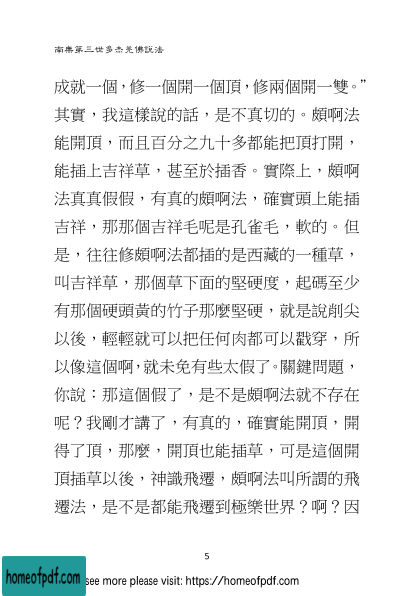 南無第三世多杰羌佛說法
成就一個，修一個開一個頂，修兩個開一雙。”
其實，我這樣說的話，是不真切的。頗啊法
能開頂，而且百分之九十多都能把頂打開，
能插上吉祥草，甚至於插香。實際上，頗啊
法真真假假，有真的頗啊法，確實頭上能插
吉祥，那那個吉祥毛呢是孔雀毛，軟的。但
是，往往修頗啊法都插的是西藏的一種草，
叫吉祥草，那個草下面的堅硬度，起碼至少
有那個硬頭黃的竹子那麼堅硬，就是說削尖
以後，輕輕就可以把任何肉都可以戳穿，所
以像這個啊，就未免有些太假了。關鍵問題，
你說：那這個假了，是不是頗啊法就不存在
呢？我剛才講了，有真的，確實能開頂，開
得了頂，那麼，開頂也能插草，可是這個開
頂插草以後，神識飛遷，頗啊法叫所謂的飛
遷法，是不是都能飛遷到極樂世界？啊？因
5
homeofpdf.com
see more please visit: https://homeofpdf.com